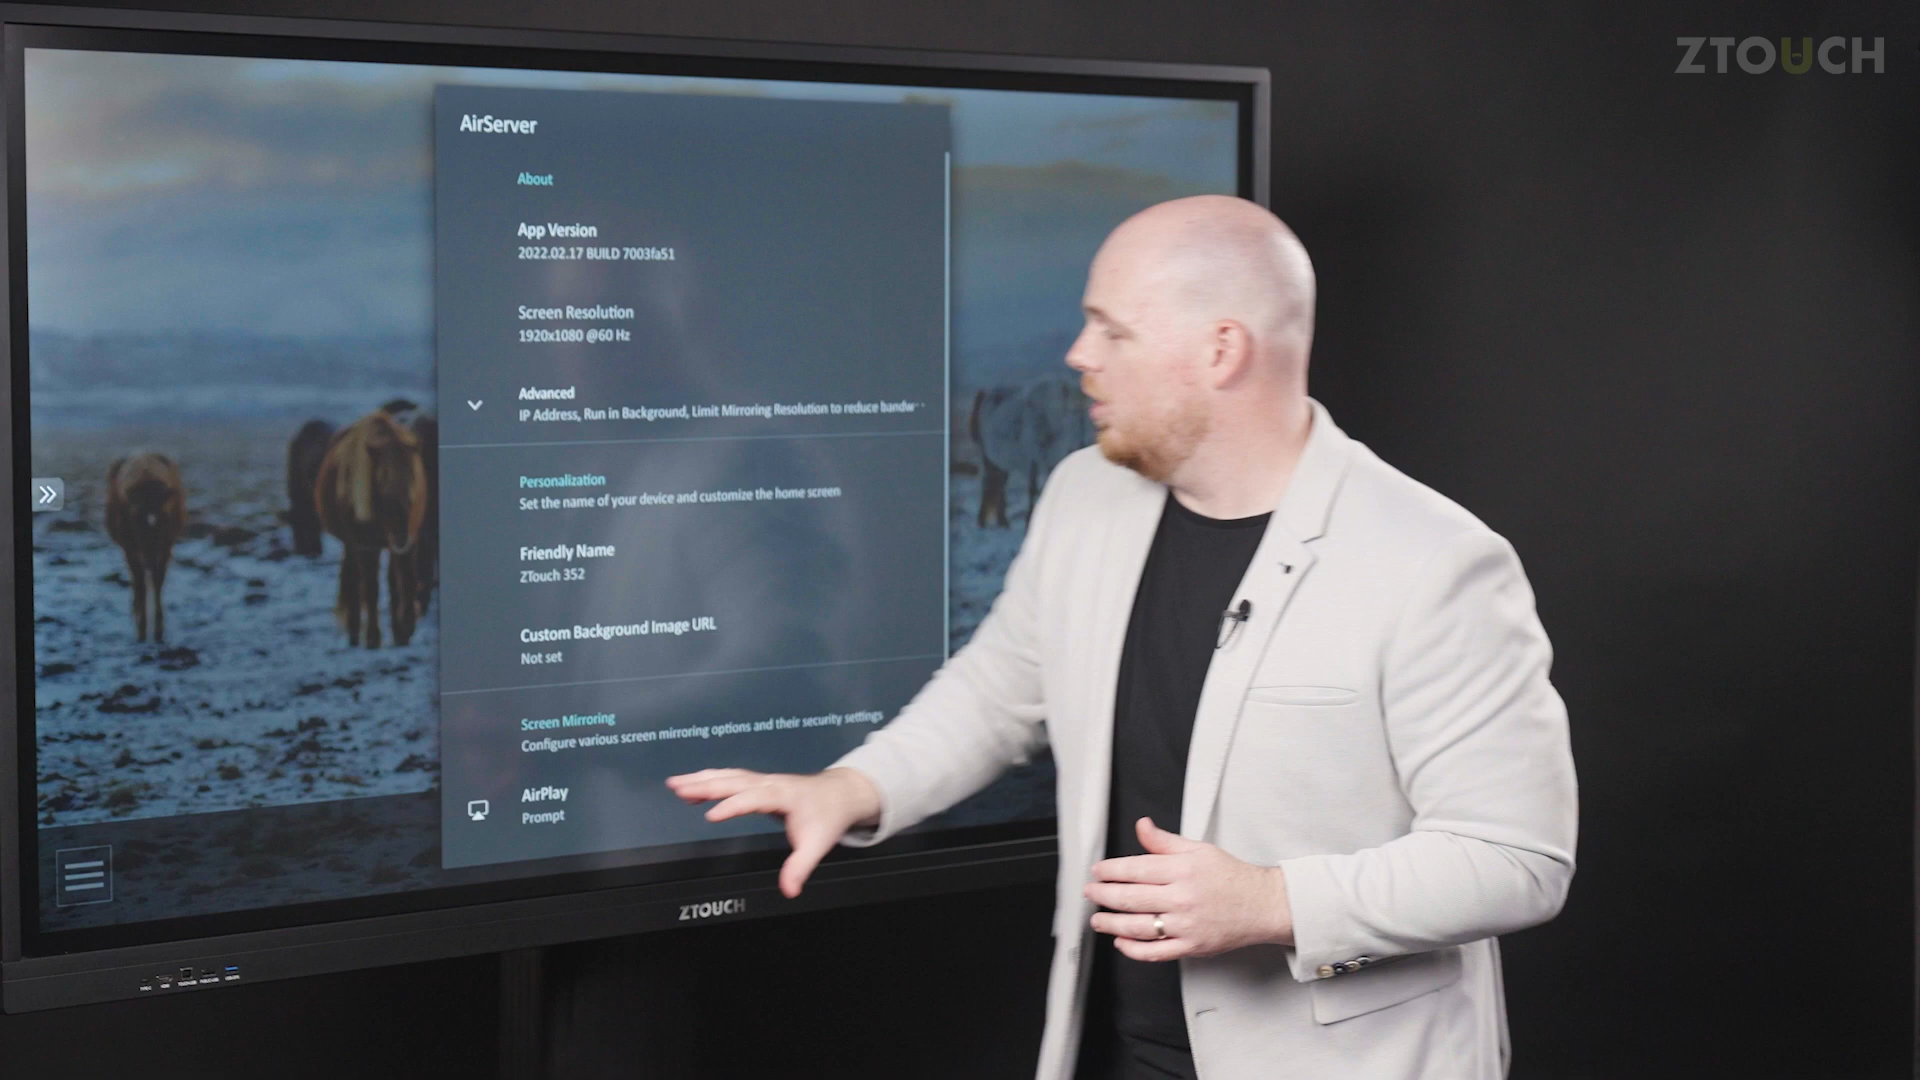 ZTOUCH
AirServer
About
App Version
2022.02.17 BUILD 7003fa51
Screen Resolution
1920x1080 @60 Hz
Advanced
IP Address, Run in Background, Limit Mirroring Resolution to reduce bandw···
Personalization
Set the name of your device and customize the home screen
Friendly Name
ZTouch 352
Custom Background Image URL
Not set
Screen Mirroring
Configure various screen mirroring options and their security settings
AirPlay
Prompt
ZTOUCH